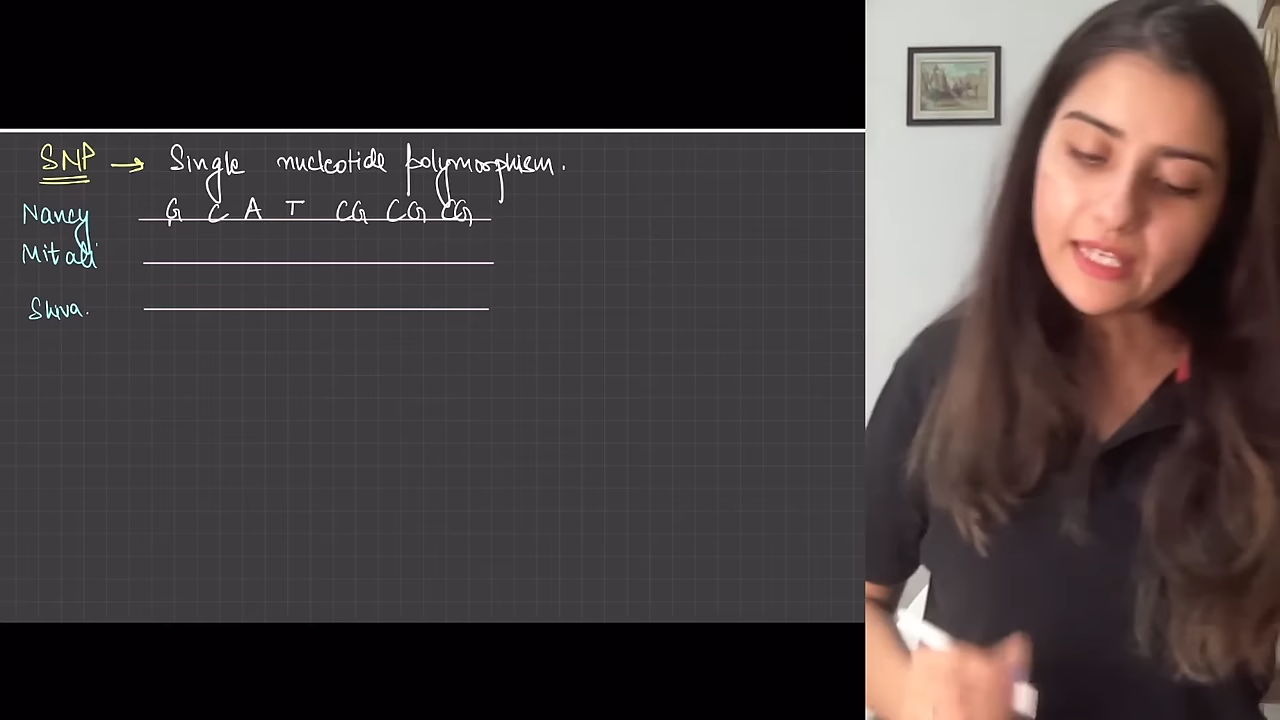 SNP → Single nucleotide polymorphism.
Nancy G C A T CG CG CG
Mitali
Shiva.